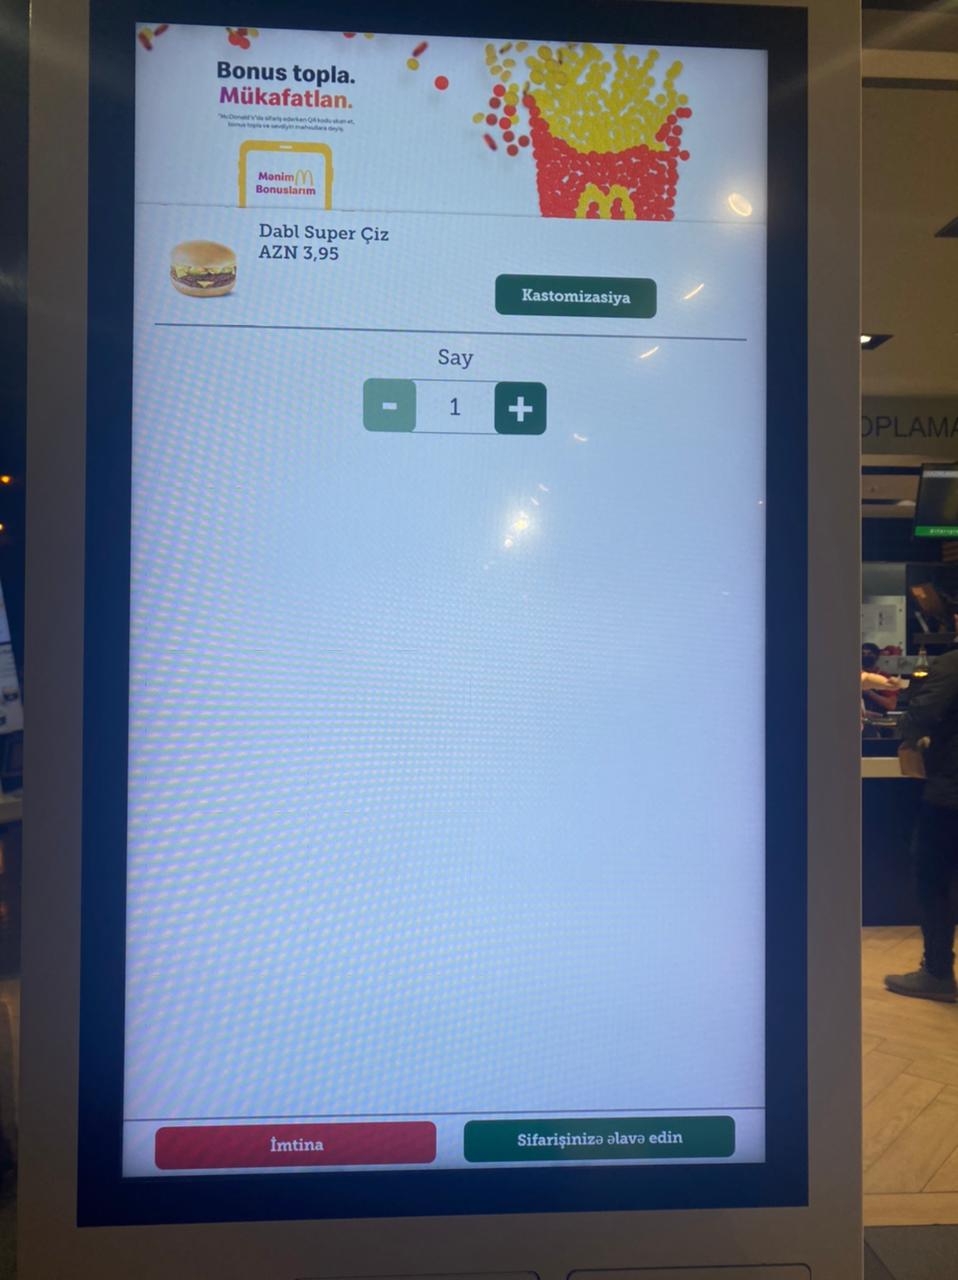 Bonus topla.
Mükafatlan.
*McDonald's'da sifariş edərkən QR kodu skan et,
bonus topla və sevdiyin məhsullara dəyiş.
Mənim
Bonuslarım
Dabl Super Çiz
AZN 3,95
Kastomizasiya
Say
- 1 +
İmtina
Sifarişinizə əlavə edin
OPLAMA